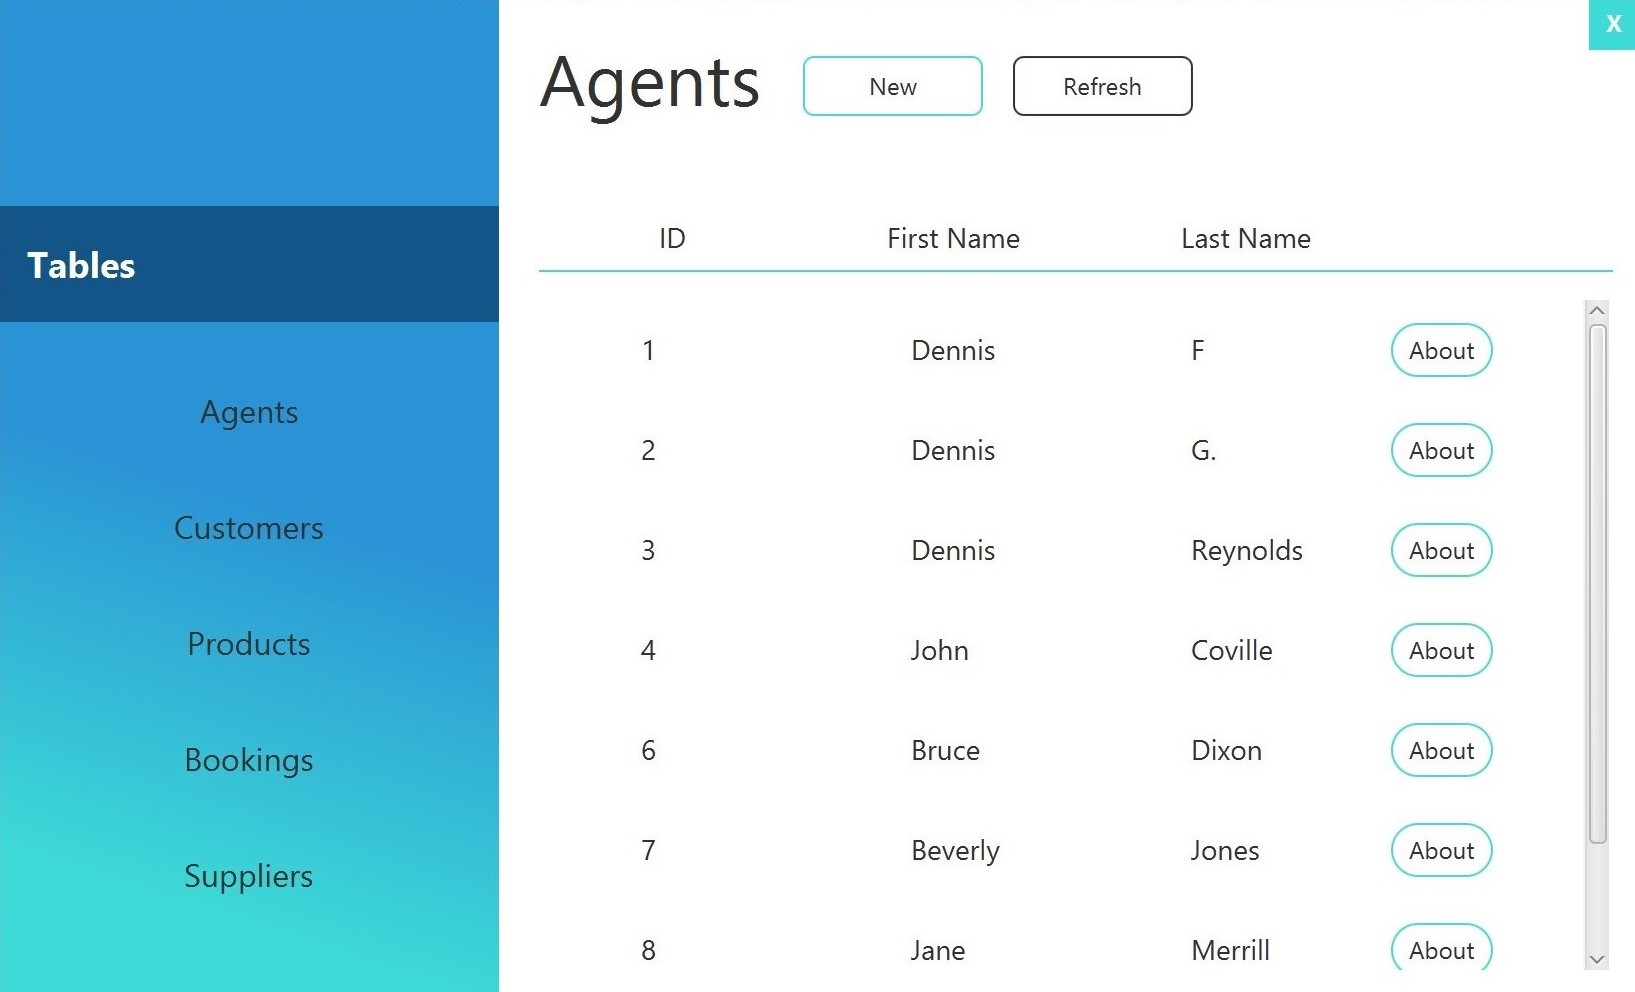 X
Agents New Refresh
Tables
Agents
Customers
Products
Bookings
Suppliers
ID First Name Last Name
1 Dennis F About
2 Dennis G. About
3 Dennis Reynolds About
4 John Coville About
6 Bruce Dixon About
7 Beverly Jones About
8 Jane Merrill About